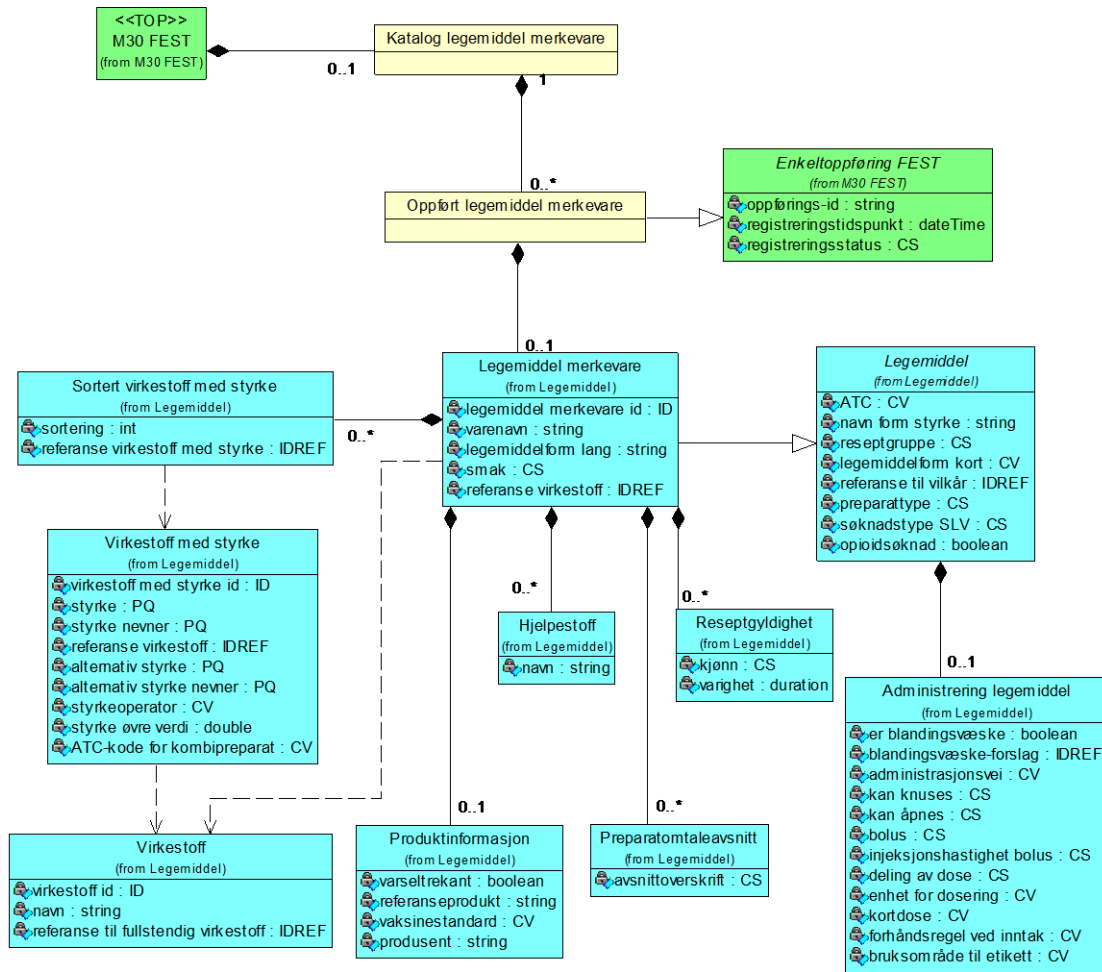 <<TOP>>
M30 FEST
(from M30 FEST)
0..1
Katalog legemiddel merkevare
1
0..*
Oppført legemiddel merkevare
Enkeltoppføring FEST
(from M30 FEST)
oppførings-id : string
registreringstidspunkt : dateTime
registreringsstatus : CS
0..1
Legemiddel merkevare
(from Legemiddel)
legemiddel merkevare id : ID
varenavn : string
legemiddelform lang : string
smak : CS
referanse virkestoff : IDREF
Legemiddel
(from Legemiddel)
ATC : CV
navn form styrke : string
reseptgruppe : CS
legemiddelform kort : CV
referanse til vilkår : IDREF
preparattype : CS
søknadstype SLV : CS
opioidsøknad : boolean
Sortert virkestoff med styrke
(from Legemiddel)
sortering : int
referanse virkestoff med styrke : IDREF
0..*
Virkestoff med styrke
(from Legemiddel)
virkestoff med styrke id : ID
styrke : PQ
styrke nevner : PQ
referanse virkestoff : IDREF
alternativ styrke : PQ
alternativ styrke nevner : PQ
styrkeoperator : CV
styrke øvre verdi : double
ATC-kode for kombipreparat : CV
0..*
Hjelpestoff
(from Legemiddel)
navn : string
0..*
Reseptgyldighet
(from Legemiddel)
kjønn : CS
varighet : duration
0..1
Administrering legemiddel
(from Legemiddel)
er blandingsvæske : boolean
blandingsvæske-forslag : IDREF
administrasjonsvei : CV
kan knuses : CS
kan åpnes : CS
bolus : CS
injeksjonshastighet bolus : CS
deling av dose : CS
enhet for dosering : CV
kortdose : CV
forhåndsregel ved inntak : CV
bruksområde til etikett : CV
Virkestoff
(from Legemiddel)
virkestoff id : ID
navn : string
referanse til fullstendig virkestoff : IDREF
0..1
Produktinformasjon
(from Legemiddel)
varseltrekant : boolean
referanseprodukt : string
vaksinestandard : CV
produsent : string
0..*
Preparatomtaleavsnitt
(from Legemiddel)
avsnittoverskrift : CS